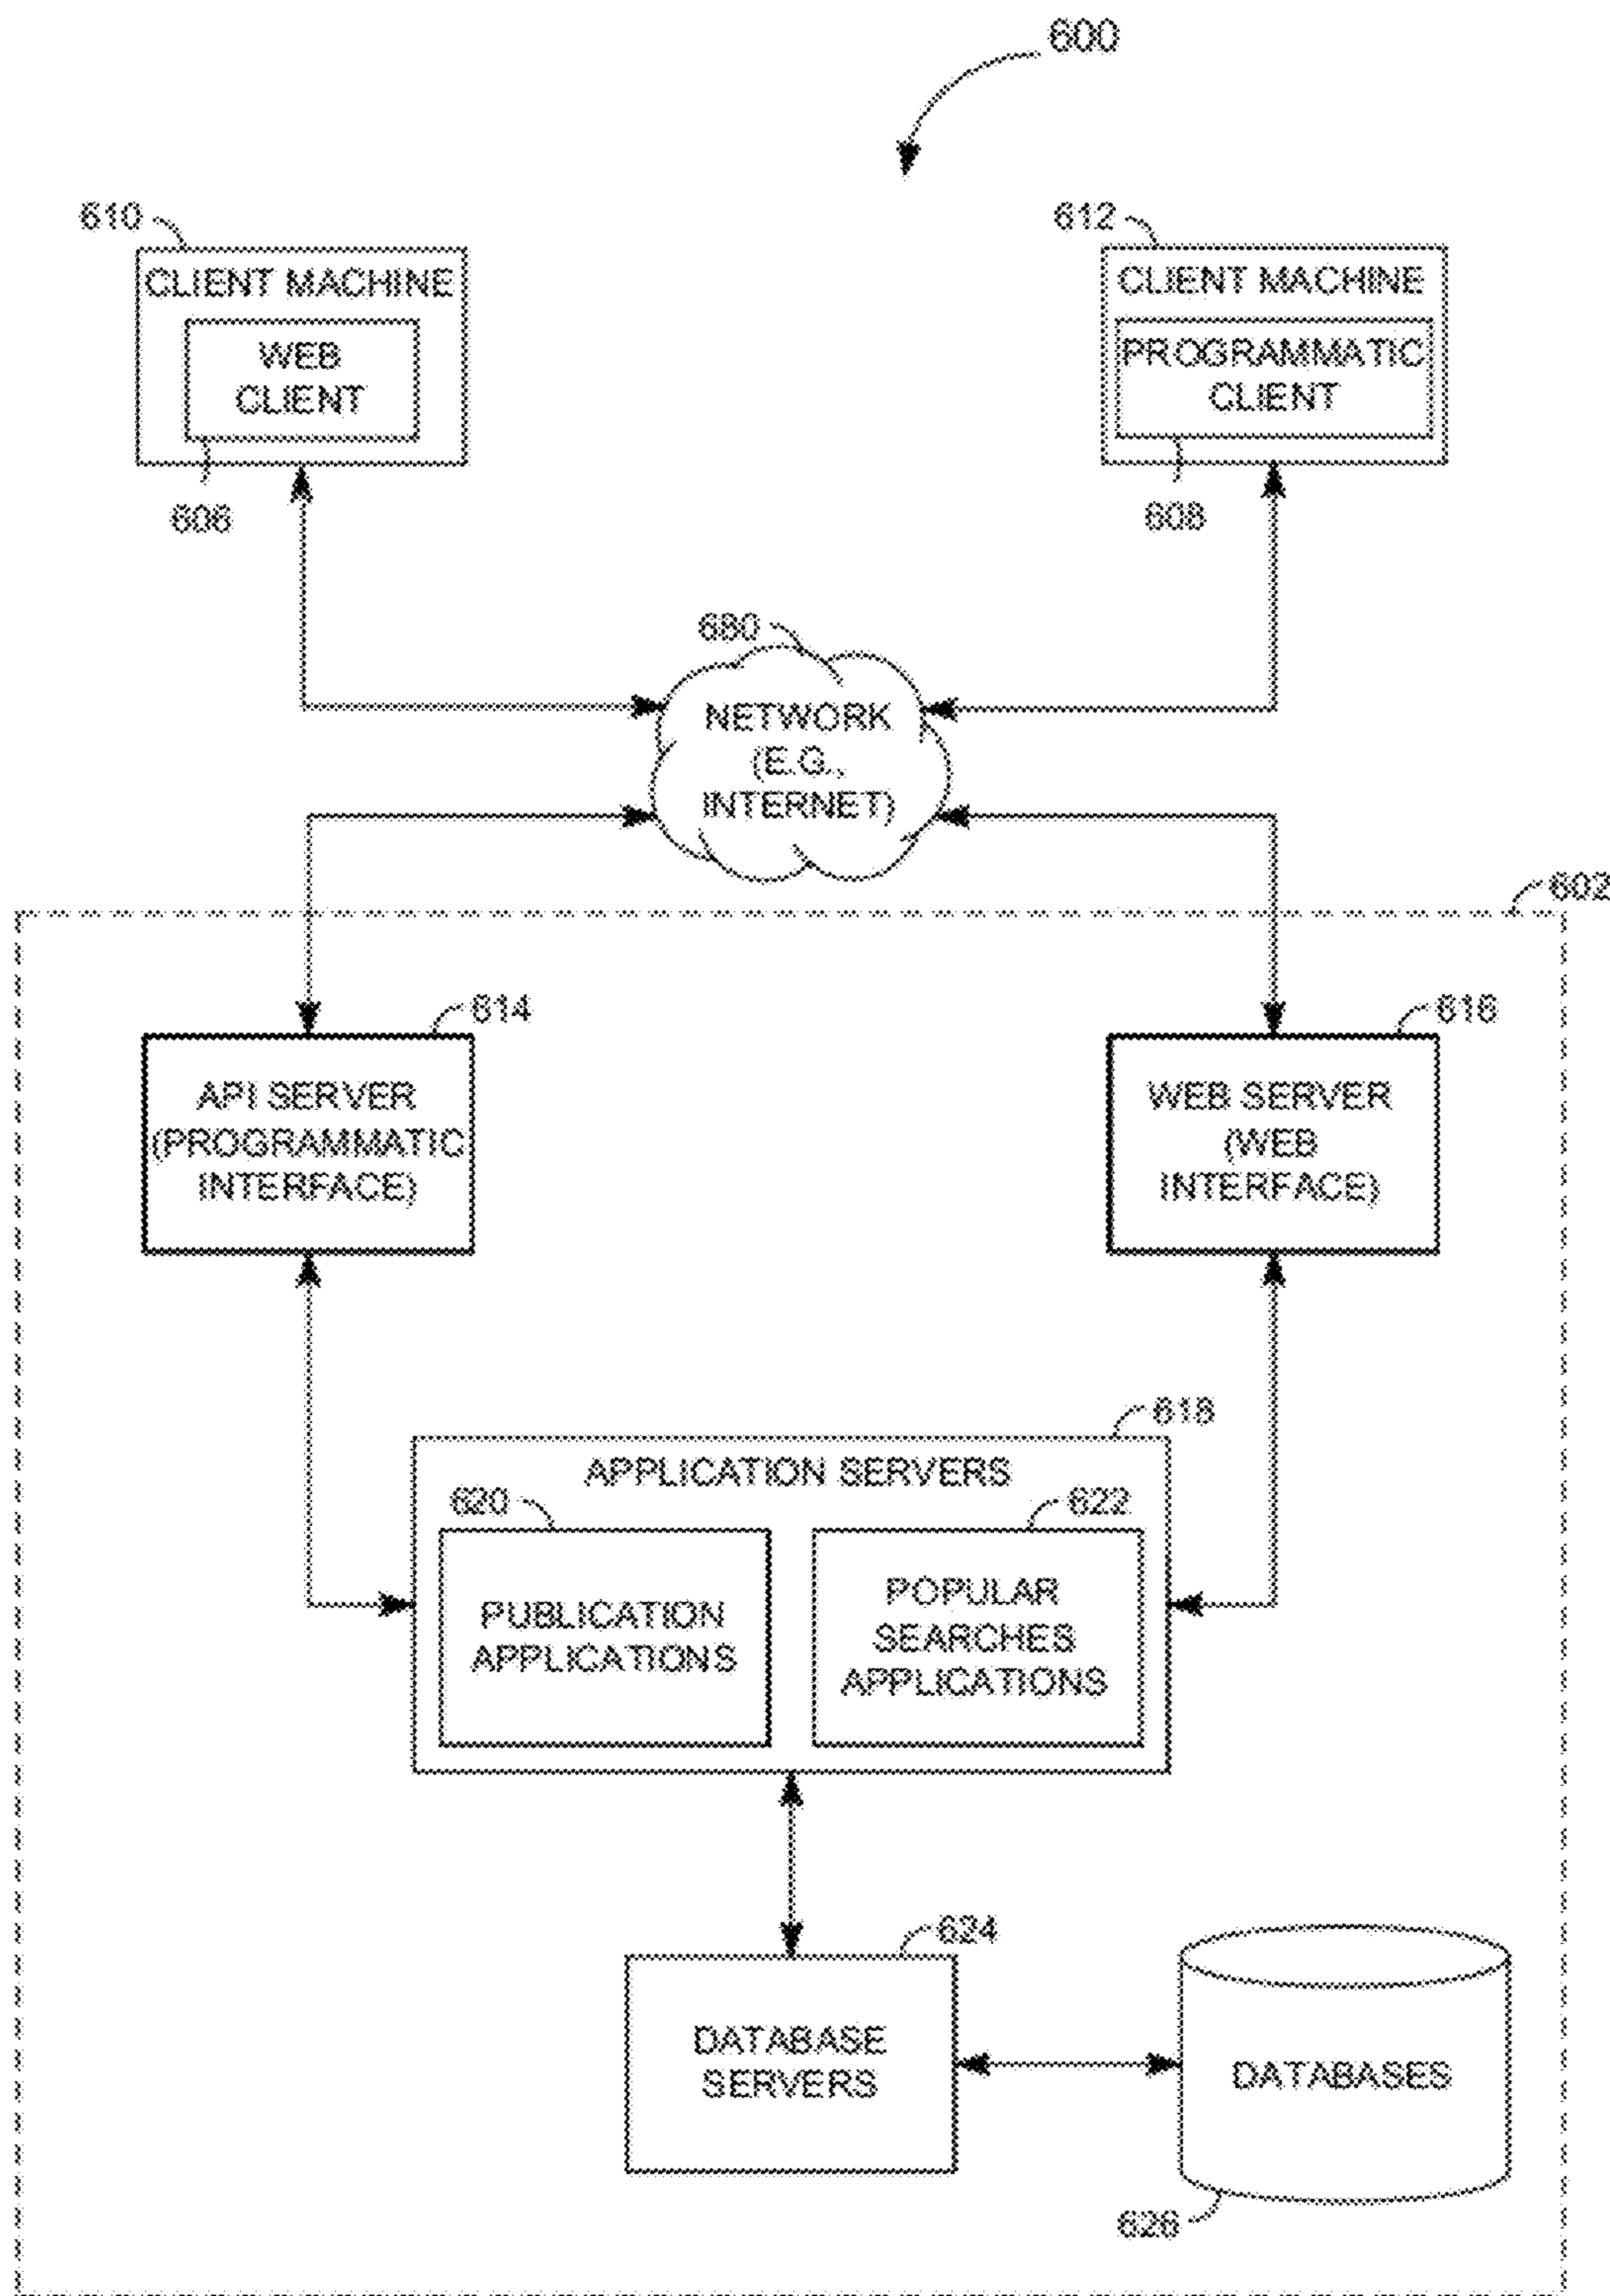 600
610
CLIENT MACHINE
WEB
CLIENT
606
612
CLIENT MACHINE
PROGRAMMATIC
CLIENT
608
680
NETWORK
(E.G.,
INTERNET)
602
614
API SERVER
(PROGRAMMATIC
INTERFACE)
616
WEB SERVER
(WEB
INTERFACE)
618
APPLICATION SERVERS
620
PUBLICATION
APPLICATIONS
622
POPULAR
SEARCHES
APPLICATIONS
624
DATABASE
SERVERS
DATABASES
626